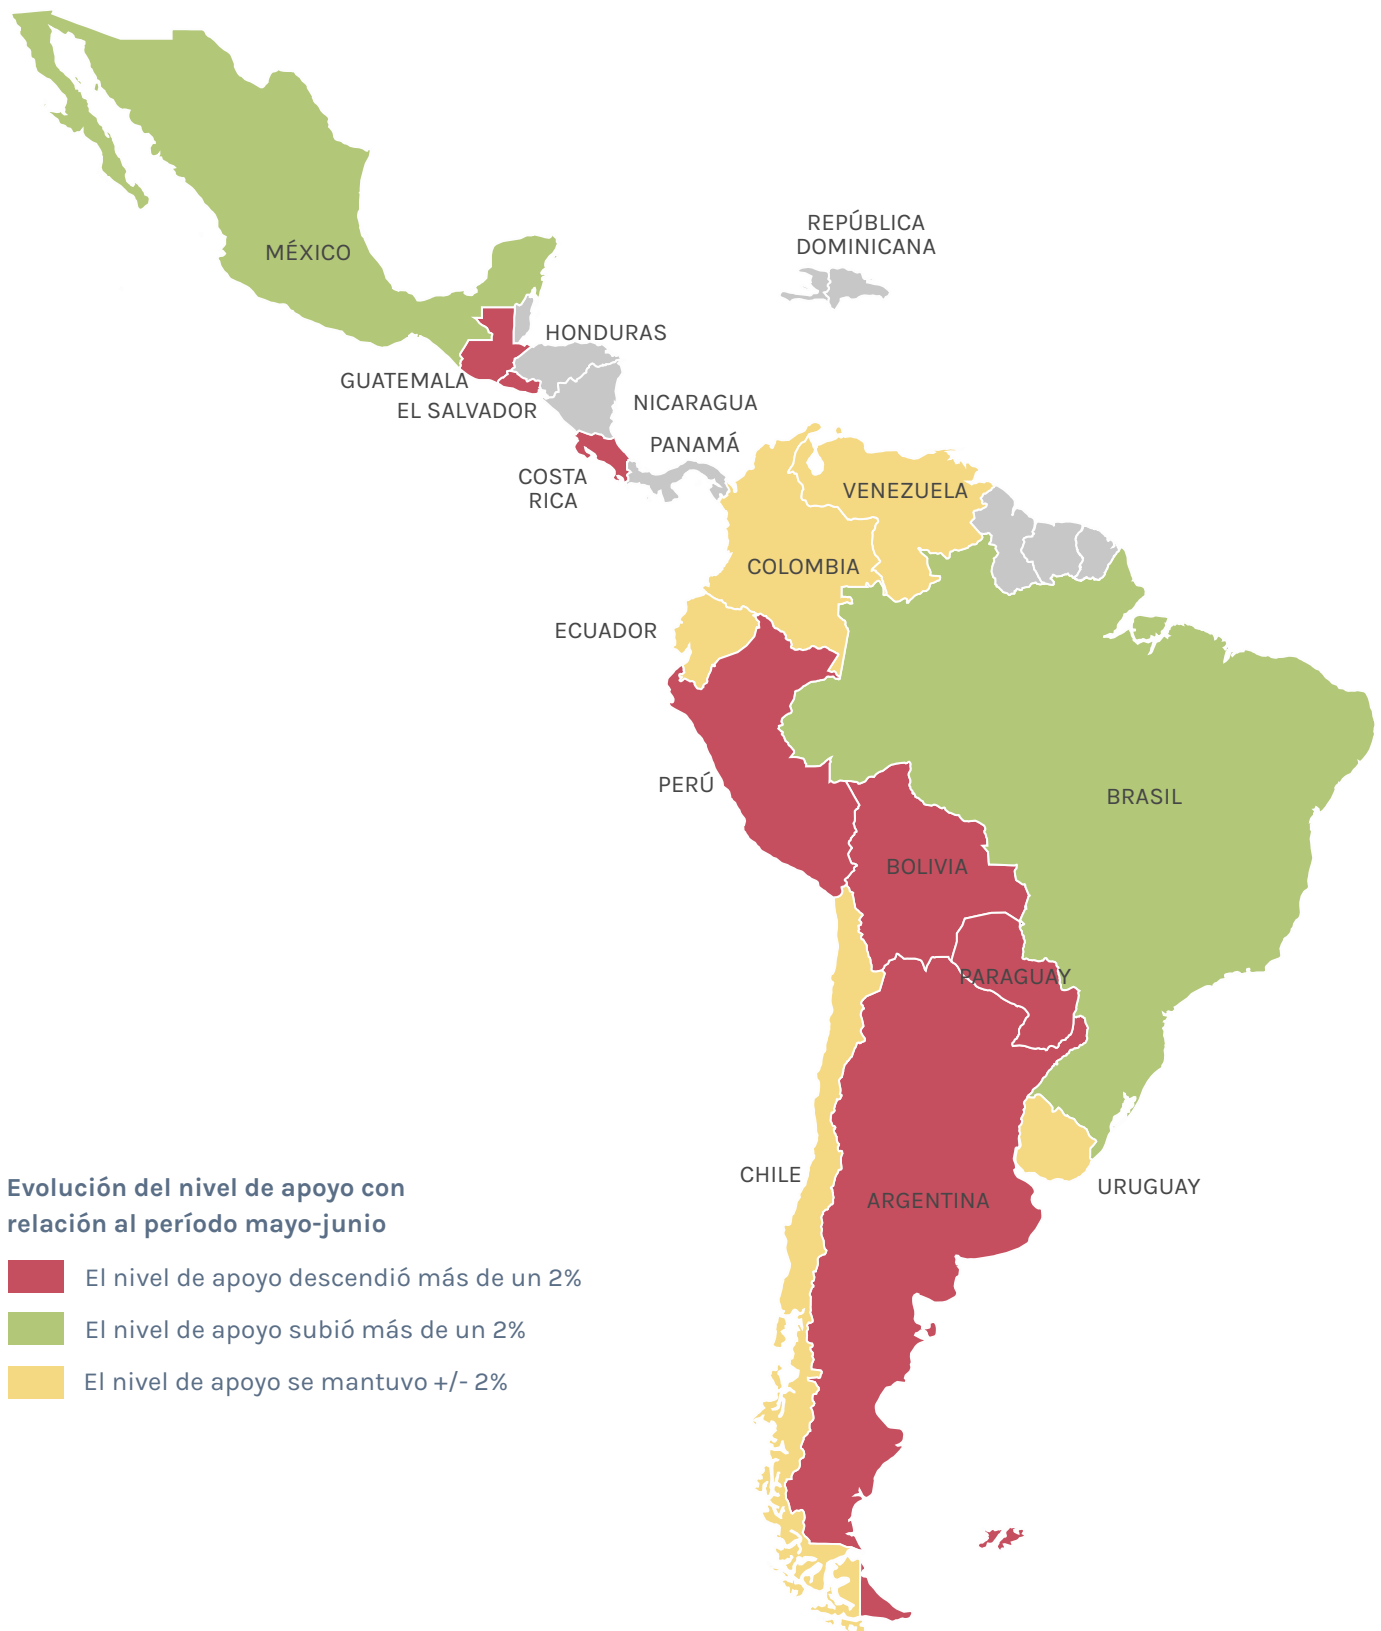 REPÚBLICA
DOMINICANA
MÉXICO
HONDURAS
GUATEMALA
EL SALVADOR
NICARAGUA
PANAMÁ
COSTA
RICA
VENEZUELA
COLOMBIA
ECUADOR
PERÚ
BRASIL
BOLIVIA
PARAGUAY
CHILE
ARGENTINA
URUGUAY
Evolución del nivel de apoyo con
relación al período mayo-junio
El nivel de apoyo descendió más de un 2%
El nivel de apoyo subió más de un 2%
El nivel de apoyo se mantuvo +/- 2%